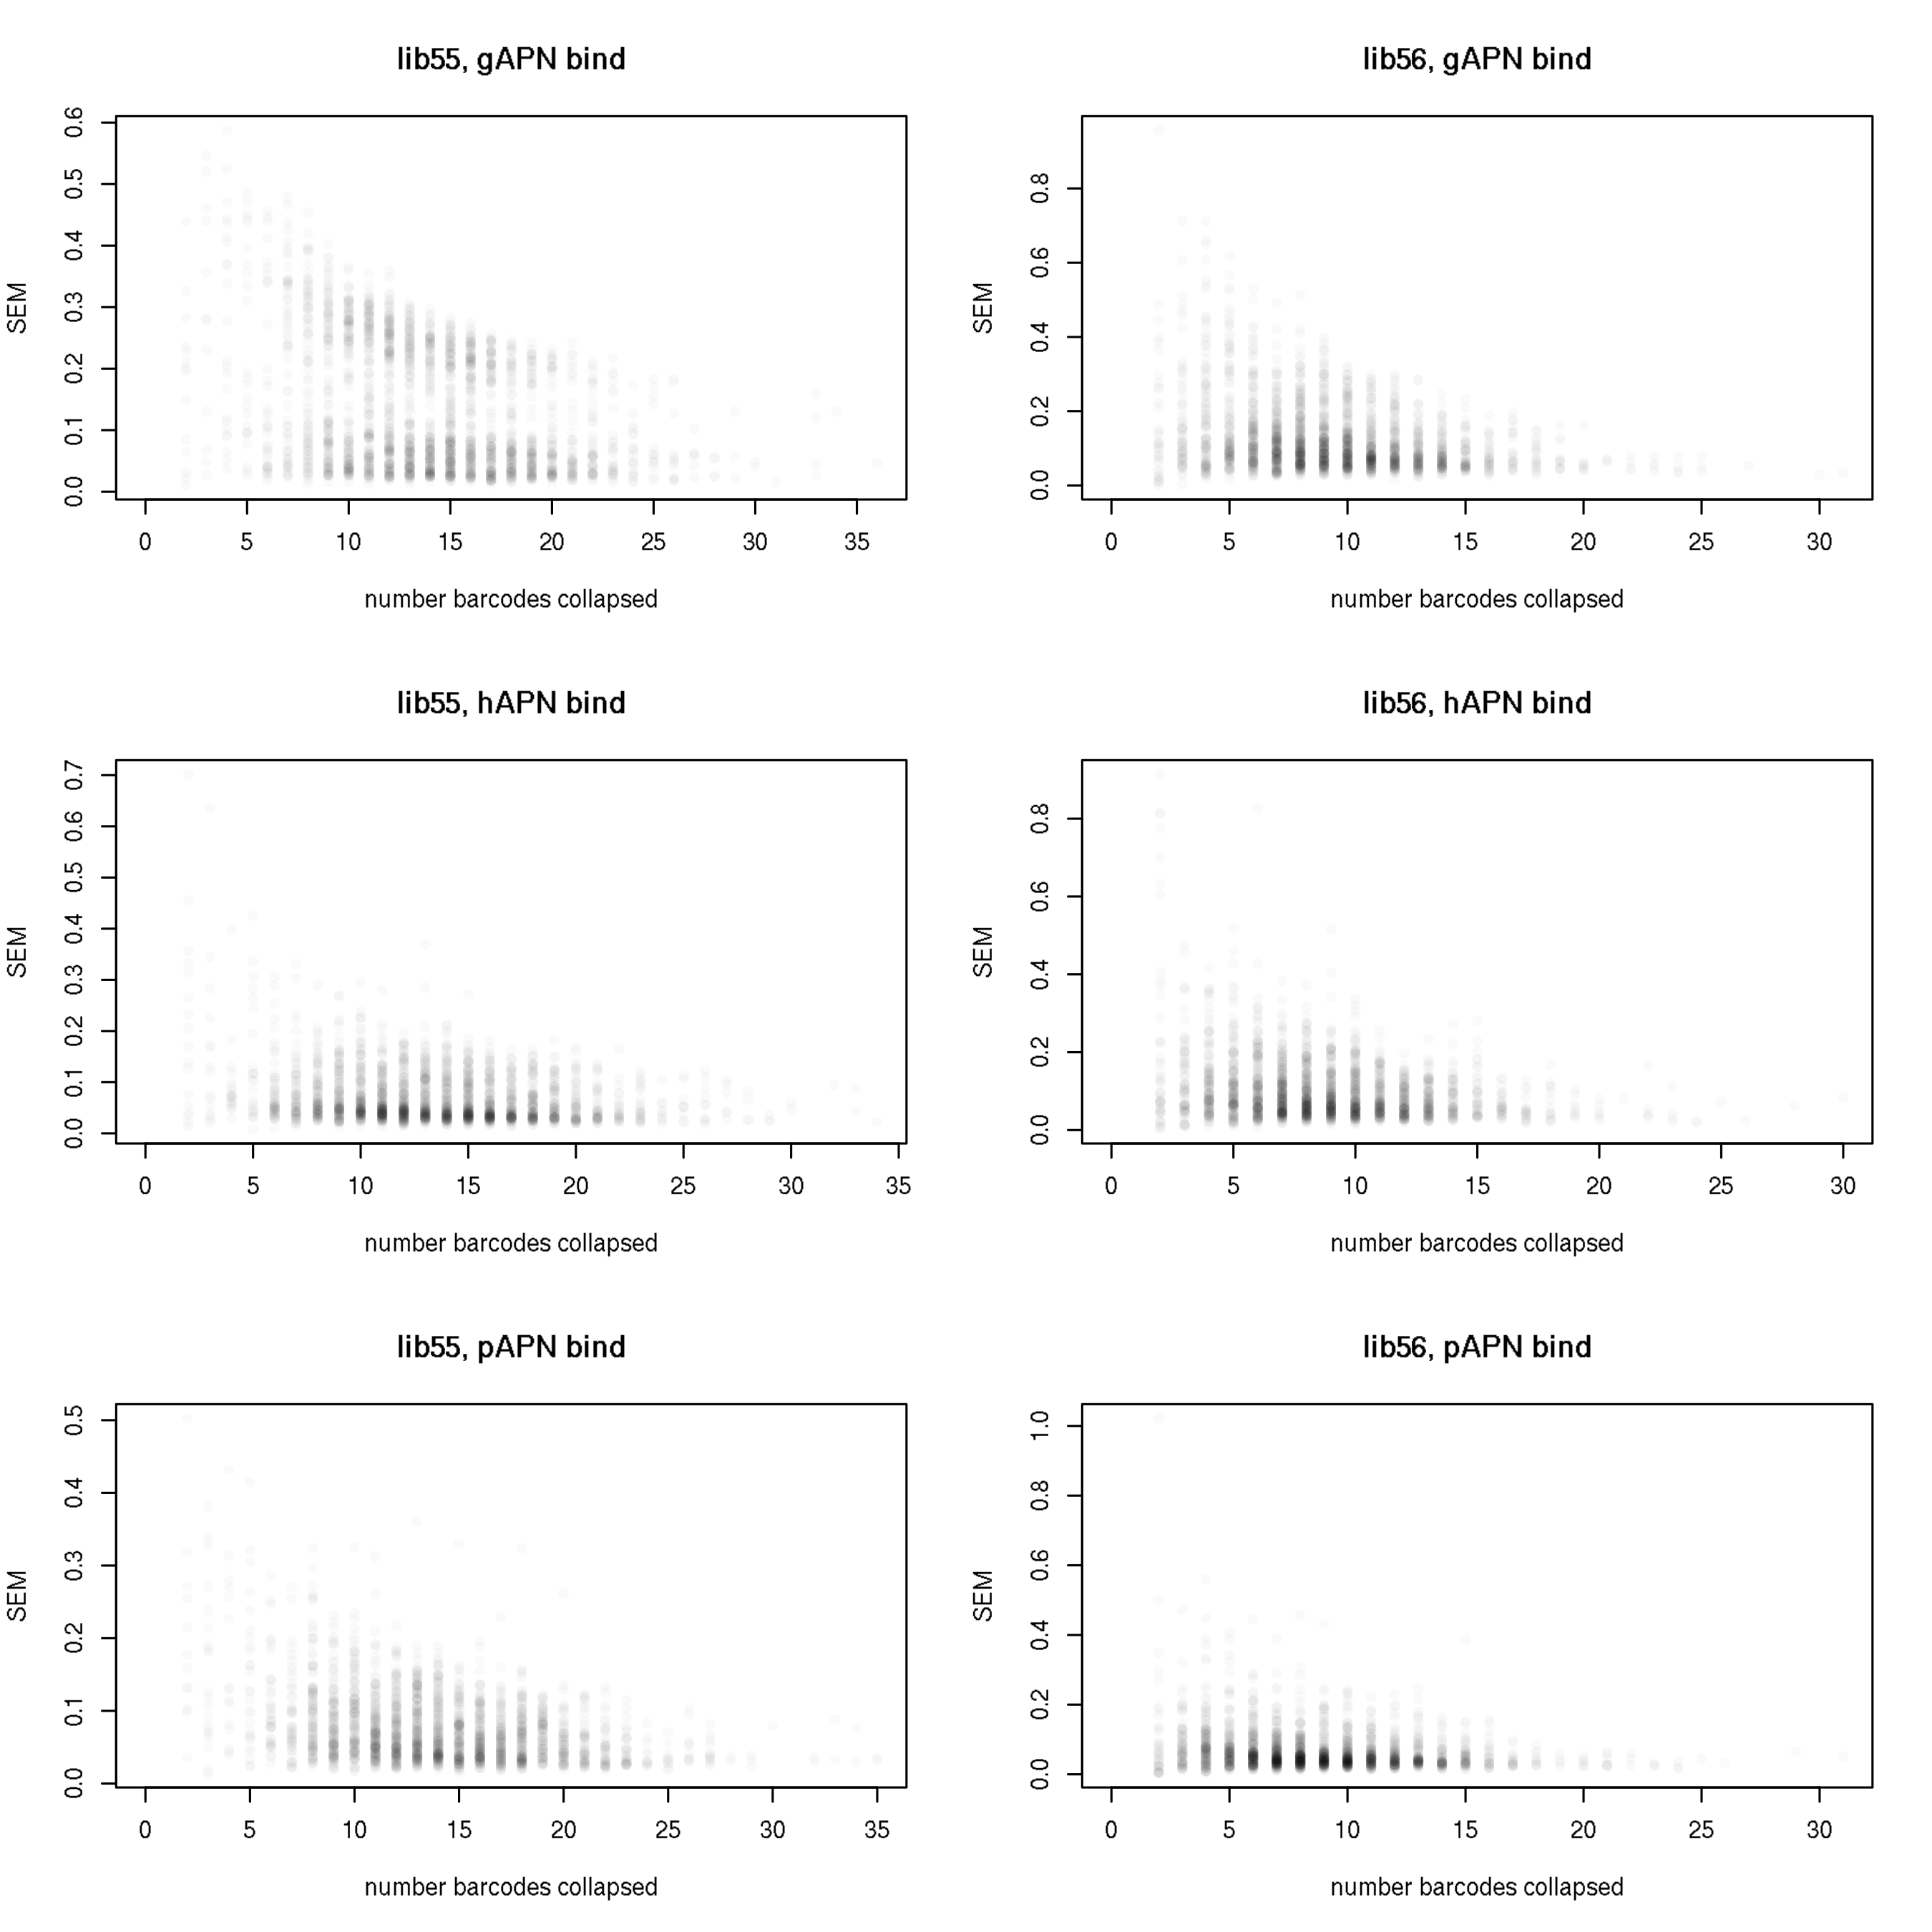 lib55, gAPN bind
SEM
0.0 0.1 0.2 0.3 0.4 0.5 0.6
0 5 10 15 20 25 30 35
number barcodes collapsed
lib56, gAPN bind
SEM
0.0 0.2 0.4 0.6 0.8
0 5 10 15 20 25 30
number barcodes collapsed
lib55, hAPN bind
SEM
0.0 0.1 0.2 0.3 0.4 0.5 0.6 0.7
0 5 10 15 20 25 30 35
number barcodes collapsed
lib56, hAPN bind
SEM
0.0 0.2 0.4 0.6 0.8
0 5 10 15 20 25 30
number barcodes collapsed
lib55, pAPN bind
SEM
0.0 0.1 0.2 0.3 0.4 0.5
0 5 10 15 20 25 30 35
number barcodes collapsed
lib56, pAPN bind
SEM
0.0 0.2 0.4 0.6 0.8 1.0
0 5 10 15 20 25 30
number barcodes collapsed